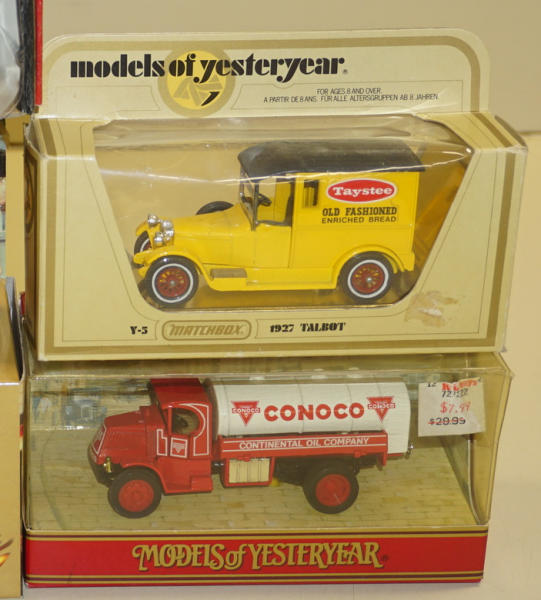 models of yesteryear®
FOR AGES 8 AND OVER.
A PARTIR DE 8 ANS. FÜR ALLE ALTERSGRUPPEN AB 8 JAHREN.
Taystee
OLD FASHIONED
ENRICHED BREAD
Y-5 MATCHBOX 1927 TALBOT
12
$7.99
$29.99
CONOCO CONOCO CONOCO
CONTINENTAL OIL COMPANY
MODELS of YESTERYEAR®